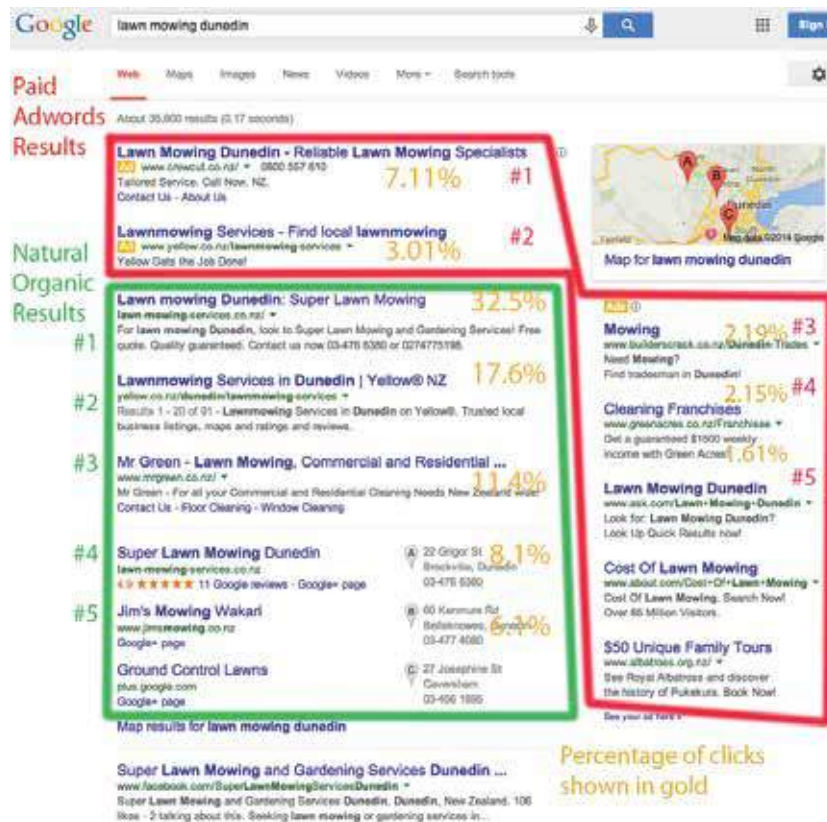 Google lawn mowing dunedin Sign
Web Maps Images News Videos More Search tools
Paid
Adwords
Results
About 35,800 results (0.17 seconds)
Lawn Mowing Dunedin - Reliable Lawn Mowing Specialists
Ad www.crewcut.co.nz/ 0800 557 610
Tailored Service. Call Now, NZ.
Contact Us - About Us
7.11% #1
Lawnmowing Services - Find local lawnmowing
Ad www.yellow.co.nz/lawnmowing-services
Yellow Gets the Job Done!
3.01% #2
Natural
Organic
Results
#1
Lawn mowing Dunedin: Super Lawn Mowing 32.5%
lawn-mowing-services.co.nz/
For lawn mowing Dunedin, look to Super Lawn Mowing and Gardening Services! Free
quote. Quality guaranteed. Contact us now 03-476 6380 or 0274775198.
#2
Lawnmowing Services in Dunedin | Yellow® NZ 17.6%
yellow.co.nz/dunedin/lawnmowing-services
Results 1 - 20 of 91 - Lawnmowing Services in Dunedin on Yellow®. Trusted local
business listings, maps and ratings and reviews.
#3
Mr Green - Lawn Mowing, Commercial and Residential ...
www.mrgreen.co.nz/ 11.4%
Mr Green - For all your Commercial and Residential Cleaning Needs New Zealand wide!
Contact Us - Floor Cleaning - Window Cleaning
#4
Super Lawn Mowing Dunedin
lawn-mowing-services.co.nz
4.9 ★★★★★ 11 Google reviews - Google+ page
A 22 Grigor St 8.1%
Brockville, Dunedin
03-476 6380
#5
Jim's Mowing Wakari
www.jimsmowing.co.nz
Google+ page
B 60 Kenmure Rd
Belleknowes, Dunedin 6.1%
03-477 4080
Ground Control Lawns
plus.google.com
Google+ page
C 27 Josephine St
Caversham
03-456 1895
Map results for lawn mowing dunedin
Super Lawn Mowing and Gardening Services Dunedin ...
www.facebook.com/SuperLawnMowingServicesDunedin
Super Lawn Mowing and Gardening Services Dunedin, Dunedin, New Zealand. 106
likes - 2 talking about this. Seeking lawn mowing or gardening services in...
A
B
C
Dunedin
Map data ©2014 Google
Map for lawn mowing dunedin
Ads
Mowing 2.19% #3
www.builderscrack.co.nz/Dunedin-Trades
Need Mowing?
Find tradesman in Dunedin!
2.15% #4
Cleaning Franchises
www.greenacres.co.nz/Franchises
Get a guaranteed $1500 weekly
income with Green Acres! 1.61%
#5
Lawn Mowing Dunedin
www.ask.com/Lawn+Mowing+Dunedin
Look for: Lawn Mowing Dunedin?
Look Up Quick Results now!
Cost Of Lawn Mowing
www.about.com/Cost+Of+Lawn+Mowing
Cost Of Lawn Mowing. Search Now!
Over 85 Million Visitors.
$50 Unique Family Tours
www.albatross.org.nz/
See Royal Albatross and discover
the history of Pukekura. Book Now!
See your ad here »
Percentage of clicks
shown in gold